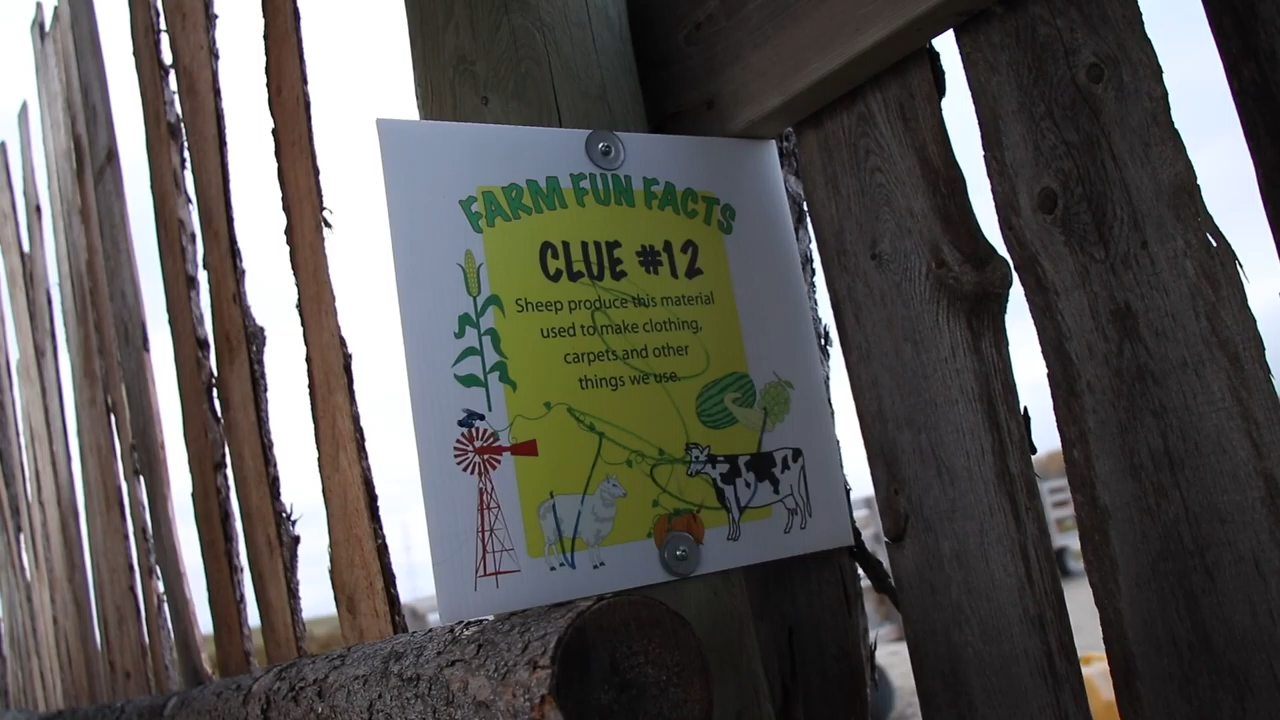 FARM FUN FACTS
CLUE #12
Sheep produce this material
used to make clothing,
carpets and other
things we use.